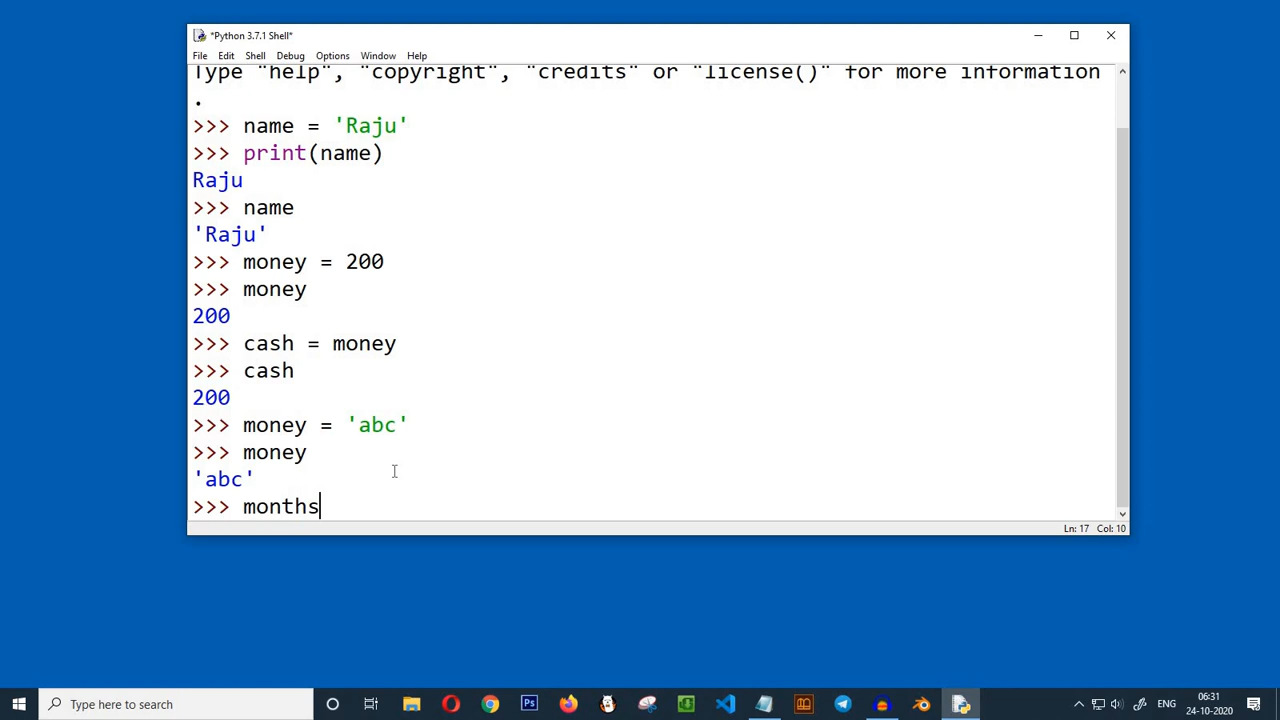 *Python 3.7.1 Shell*
File Edit Shell Debug Options Window Help
Type "help", "copyright", "credits" or "license()" for more information
.
>>> name = 'Raju'
>>> print(name)
Raju
>>> name
'Raju'
>>> money = 200
>>> money
200
>>> cash = money
>>> cash
200
>>> money = 'abc'
>>> money
'abc'
>>> months
Ln: 17 Col: 10
Type here to search
Ps
ENG
06:31
24-10-2020